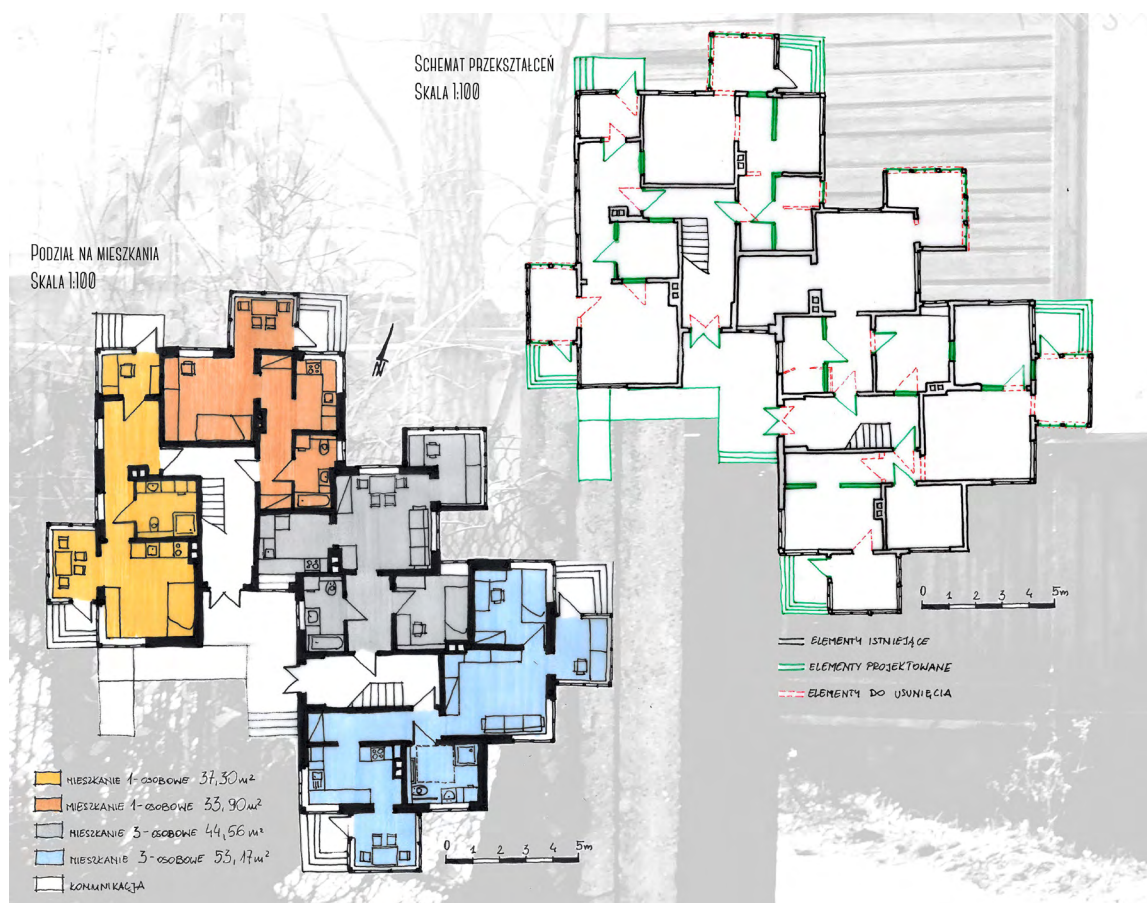 SCHEMAT PRZEKSZTAŁCEŃ
SKALA 1:100
PODZIAŁ NA MIESZKANIA
SKALA 1:100
N
0 1 2 3 4 5m
ELEMENTY ISTNIEJĄCE
ELEMENTY PROJEKTOWANE
ELEMENTY DO USUNIĘCIA
MIESZKANIE 1-OSOBOWE 37,30 m²
MIESZKANIE 1-OSOBOWE 33,90 m²
MIESZKANIE 3-OSOBOWE 44,56 m²
MIESZKANIE 3-OSOBOWE 53,17 m²
KOMUNIKACJA
0 1 2 3 4 5m